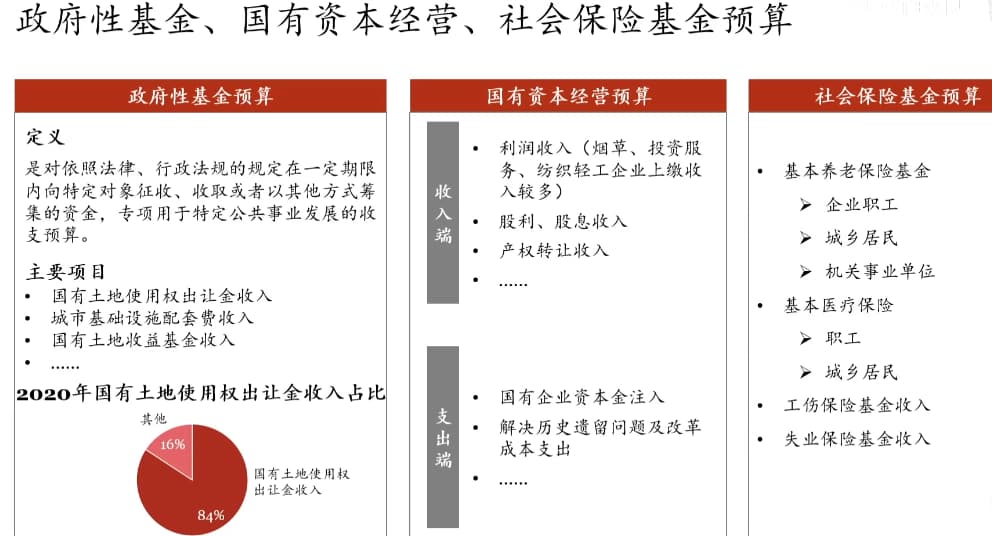 政府性基金、国有资本经营、社会保险基金预算
政府性基金预算
定义
是对依照法律、行政法规的规定在一定期限
内向特定对象征收、收取或者以其他方式筹
集的资金，专项用于特定公共事业发展的收
支预算。
主要项目
• 国有土地使用权出让金收入
• 城市基础设施配套费收入
• 国有土地收益基金收入
• ……
2020年国有土地使用权出让金收入占比
其他
16%
国有土地使用权
出让金收入
84%
国有资本经营预算
收
入
端
• 利润收入（烟草、投资服
务、纺织轻工企业上缴收
入较多）
• 股利、股息收入
• 产权转让收入
• ……
支
出
端
• 国有企业资本金注入
• 解决历史遗留问题及改革
成本支出
• ……
社会保险基金预算
• 基本养老保险基金
➢ 企业职工
➢ 城乡居民
➢ 机关事业单位
• 基本医疗保险
➢ 职工
➢ 城乡居民
• 工伤保险基金收入
• 失业保险基金收入